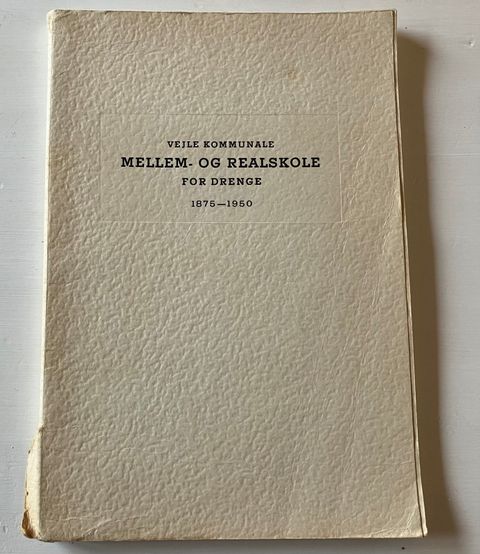 VEJLE KOMMUNALE
MELLEM- OG REALSKOLE
FOR DRENGE
1875—1950